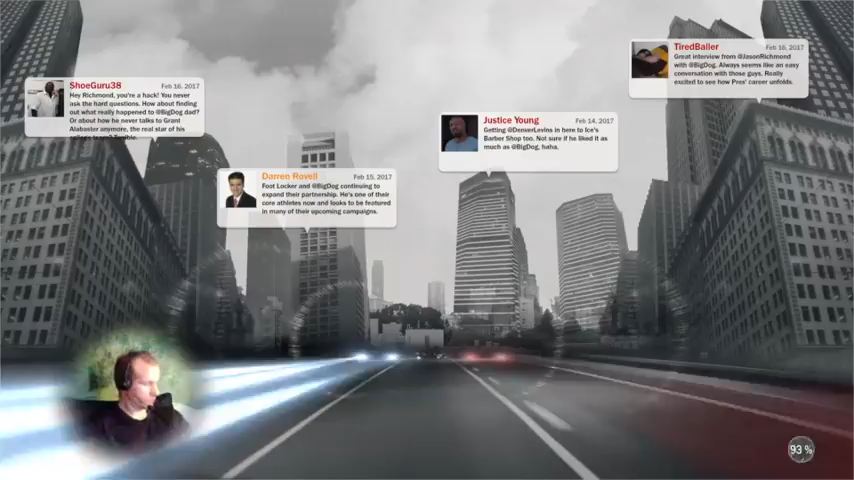 ShoeGuru38 Feb 16, 2017
Hey Richmond, you're a hack! You never
ask the hard questions. How about finding
out what really happened to @BigDog dad?
Or about how he never talks to Grant
Alabaster anymore, the real star of his
college team? Terible.
Darren Rovell Feb 15, 2017
Foot Locker and @BigDog continuing to
expand their partnership. He's one of their
core athletes now and looks to be featured
in many of their upcoming campaigns.
Justice Young Feb 14, 2017
Getting @DenverLevins in here to Ice's
Barber Shop too. Not sure if he liked it as
much as @BigDog, haha.
TiredBaller Feb 18, 2017
Great interview from @JasonRichmond
with @BigDog. Always seems like an easy
conversation with those guys. Really
excited to see how Pres' career unfolds.
93 %